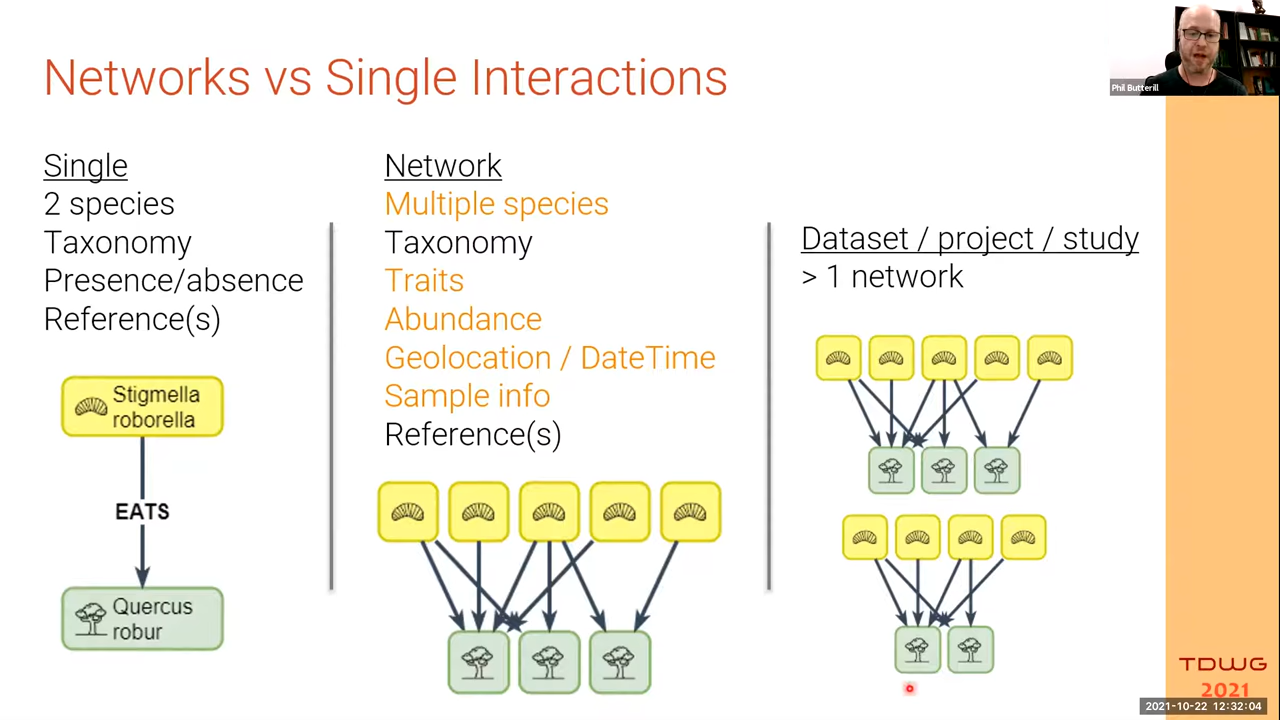 Networks vs Single Interactions
Phil Butterill
Single
2 species
Taxonomy
Presence/absence
Reference(s)
Stigmella
roborella
EATS
Quercus
robur
Network
Multiple species
Taxonomy
Traits
Abundance
Geolocation / DateTime
Sample info
Reference(s)
Dataset / project / study
> 1 network
TDWG
2021
2021-10-22 12:32:04